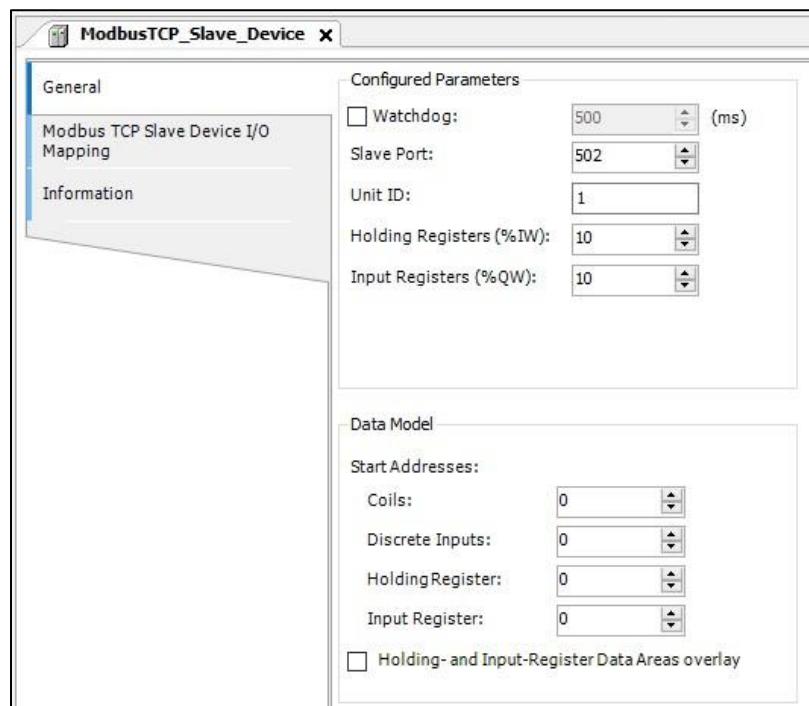 ModbusTCP_Slave_Device X
General
Modbus TCP Slave Device I/O
Mapping
Information
Configured Parameters
Watchdog: 500 (ms)
Slave Port: 502
Unit ID: 1
Holding Registers (%IW): 10
Input Registers (%QW): 10
Data Model
Start Addresses:
Coils: 0
Discrete Inputs: 0
Holding Register: 0
Input Register: 0
Holding- and Input-Register Data Areas overlay